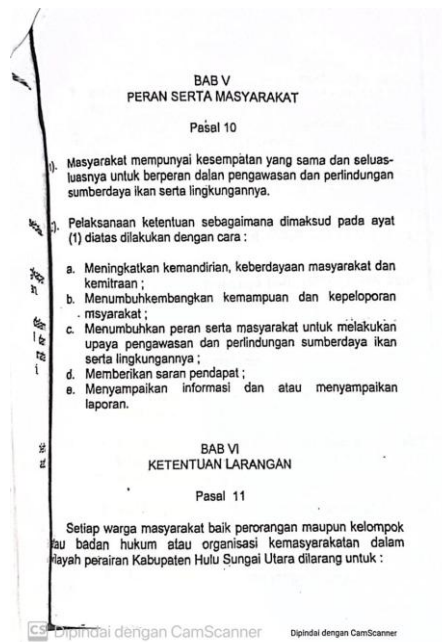 BAB V
PERAN SERTA MASYARAKAT
Pasal 10
1). Masyarakat mempunyai kesempatan yang sama dan seluas-
luasnya untuk berperan dalan pengawasan dan perlindungan
sumberdaya ikan serta lingkungannya.
). Pelaksanaan ketentuan sebagaimana dimaksud pada ayat
(1) diatas dilakukan dengan cara :
a. Meningkatkan kemandirian, keberdayaan masyarakat dan
kemitraan ;
b. Menumbuhkembangkan kemampuan dan kepeloporan
msyarakat ;
c. Menumbuhkan peran serta masyarakat untuk melakukan
upaya pengawasan dan perlindungan sumberdaya ikan
serta lingkungannya ;
d. Memberikan saran pendapat ;
e. Menyampaikan informasi dan atau menyampaikan
laporan.
BAB VI
KETENTUAN LARANGAN
Pasal 11
Setiap warga masyarakat baik perorangan maupun kelompok
tau badan hukum atau organisasi kemasyarakatan dalam
ilayah perairan Kabupaten Hulu Sungai Utara dilarang untuk :
CS Dipindai dengan CamScanner
Dipindai dengan CamScanner